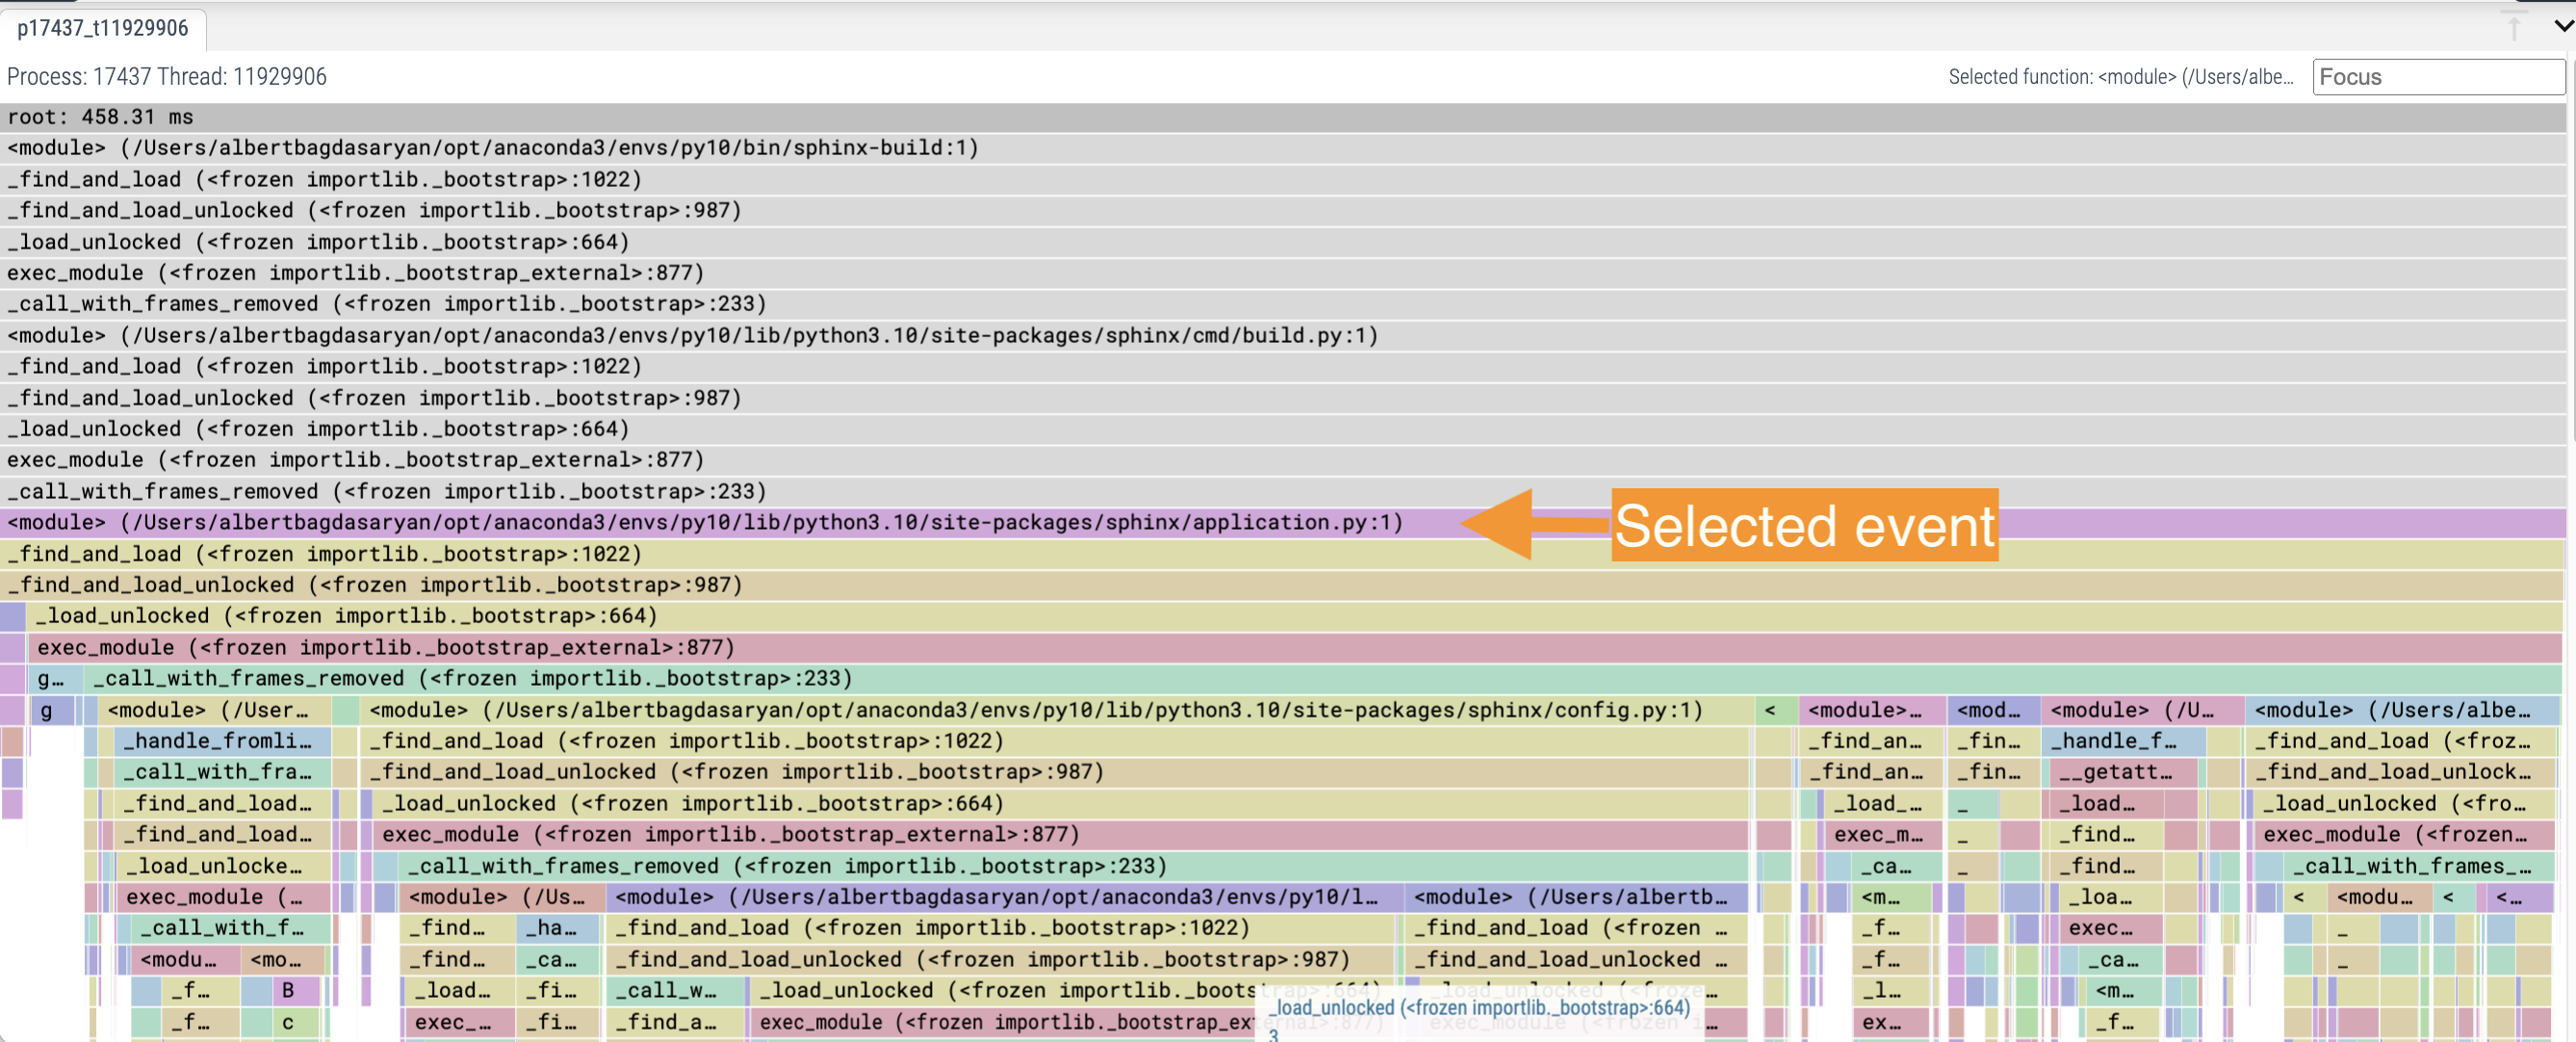 p17437_t11929906
Process: 17437 Thread: 11929906
Selected function: <module> (/Users/albe…
Focus
root: 458.31 ms
<module> (/Users/albertbagdasaryan/opt/anaconda3/envs/py10/bin/sphinx-build:1)
_find_and_load (<frozen importlib._bootstrap>:1022)
_find_and_load_unlocked (<frozen importlib._bootstrap>:987)
_load_unlocked (<frozen importlib._bootstrap>:664)
exec_module (<frozen importlib._bootstrap_external>:877)
_call_with_frames_removed (<frozen importlib._bootstrap>:233)
<module> (/Users/albertbagdasaryan/opt/anaconda3/envs/py10/lib/python3.10/site-packages/sphinx/cmd/build.py:1)
_find_and_load (<frozen importlib._bootstrap>:1022)
_find_and_load_unlocked (<frozen importlib._bootstrap>:987)
_load_unlocked (<frozen importlib._bootstrap>:664)
exec_module (<frozen importlib._bootstrap_external>:877)
_call_with_frames_removed (<frozen importlib._bootstrap>:233)
<module> (/Users/albertbagdasaryan/opt/anaconda3/envs/py10/lib/python3.10/site-packages/sphinx/application.py:1)
Selected event
_find_and_load (<frozen importlib._bootstrap>:1022)
_find_and_load_unlocked (<frozen importlib._bootstrap>:987)
_load_unlocked (<frozen importlib._bootstrap>:664)
exec_module (<frozen importlib._bootstrap_external>:877)
g… _call_with_frames_removed (<frozen importlib._bootstrap>:233)
g <module> (/User… <module> (/Users/albertbagdasaryan/opt/anaconda3/envs/py10/lib/python3.10/site-packages/sphinx/config.py:1) < <module>… <mod… <module> (/U… <module> (/Users/albe…
_handle_fromli… _find_and_load (<frozen importlib._bootstrap>:1022) _find_an… _fin… _handle_f… _find_and_load (<froz…
_call_with_fra… _find_and_load_unlocked (<frozen importlib._bootstrap>:987) _find_an… _fin… __getatt… _find_and_load_unlock…
_find_and_load… _load_unlocked (<frozen importlib._bootstrap>:664) _load_… _ _load… _load_unlocked (<fro…
_find_and_load… exec_module (<frozen importlib._bootstrap_external>:877) exec_m… _ _find… exec_module (<frozen…
_load_unlocke… _call_with_frames_removed (<frozen importlib._bootstrap>:233) _ca… _ _find… _call_with_frames_…
exec_module (… <module> (/Us… <module> (/Users/albertbagdasaryan/opt/anaconda3/envs/py10/l… <module> (/Users/albertb… <m… _loa… < <modu… < <…
_call_with_f… _find… _ha… _find_and_load (<frozen importlib._bootstrap>:1022) _find_and_load (<frozen … _f… exec… _
<modu… <mo… _find… _ca… _find_and_load_unlocked (<frozen importlib._bootstrap>:987) _find_and_load_unlocked … _f… _ca… _
_f… B _load… _fi… _call_w… _load_unlocked (<frozen importlib._bootstrap>:664) _load_unlocked (<froze… _l… <m…
_f… c exec_… _fi… _find_a… exec_module (<frozen importlib._bootstrap_ext :877) exec_module (<frozen i… ex… _f…
_load_unlocked (<frozen importlib._bootstrap>:664)
3